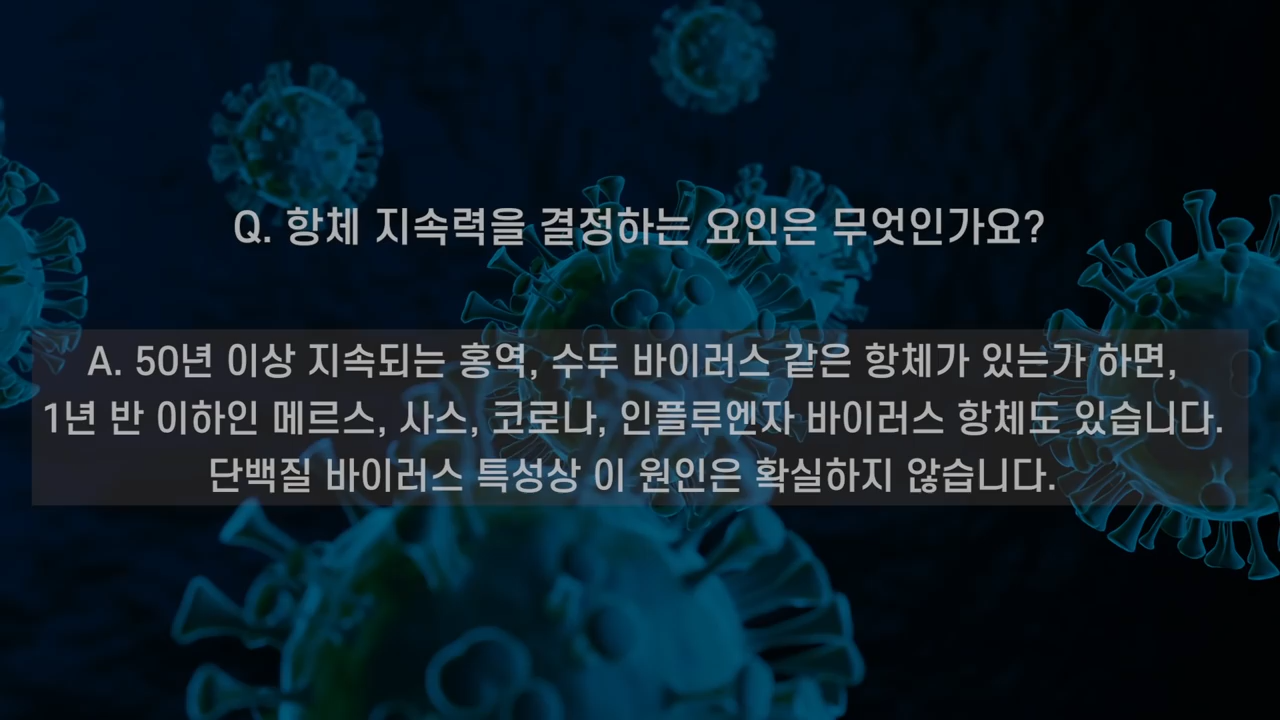 Q. 항체 지속력을 결정하는 요인은 무엇인가요?
A. 50년 이상 지속되는 홍역, 수두 바이러스 같은 항체가 있는가 하면,
1년 반 이하인 메르스, 사스, 코로나, 인플루엔자 바이러스 항체도 있습니다.
단백질 바이러스 특성상 이 원인은 확실하지 않습니다.